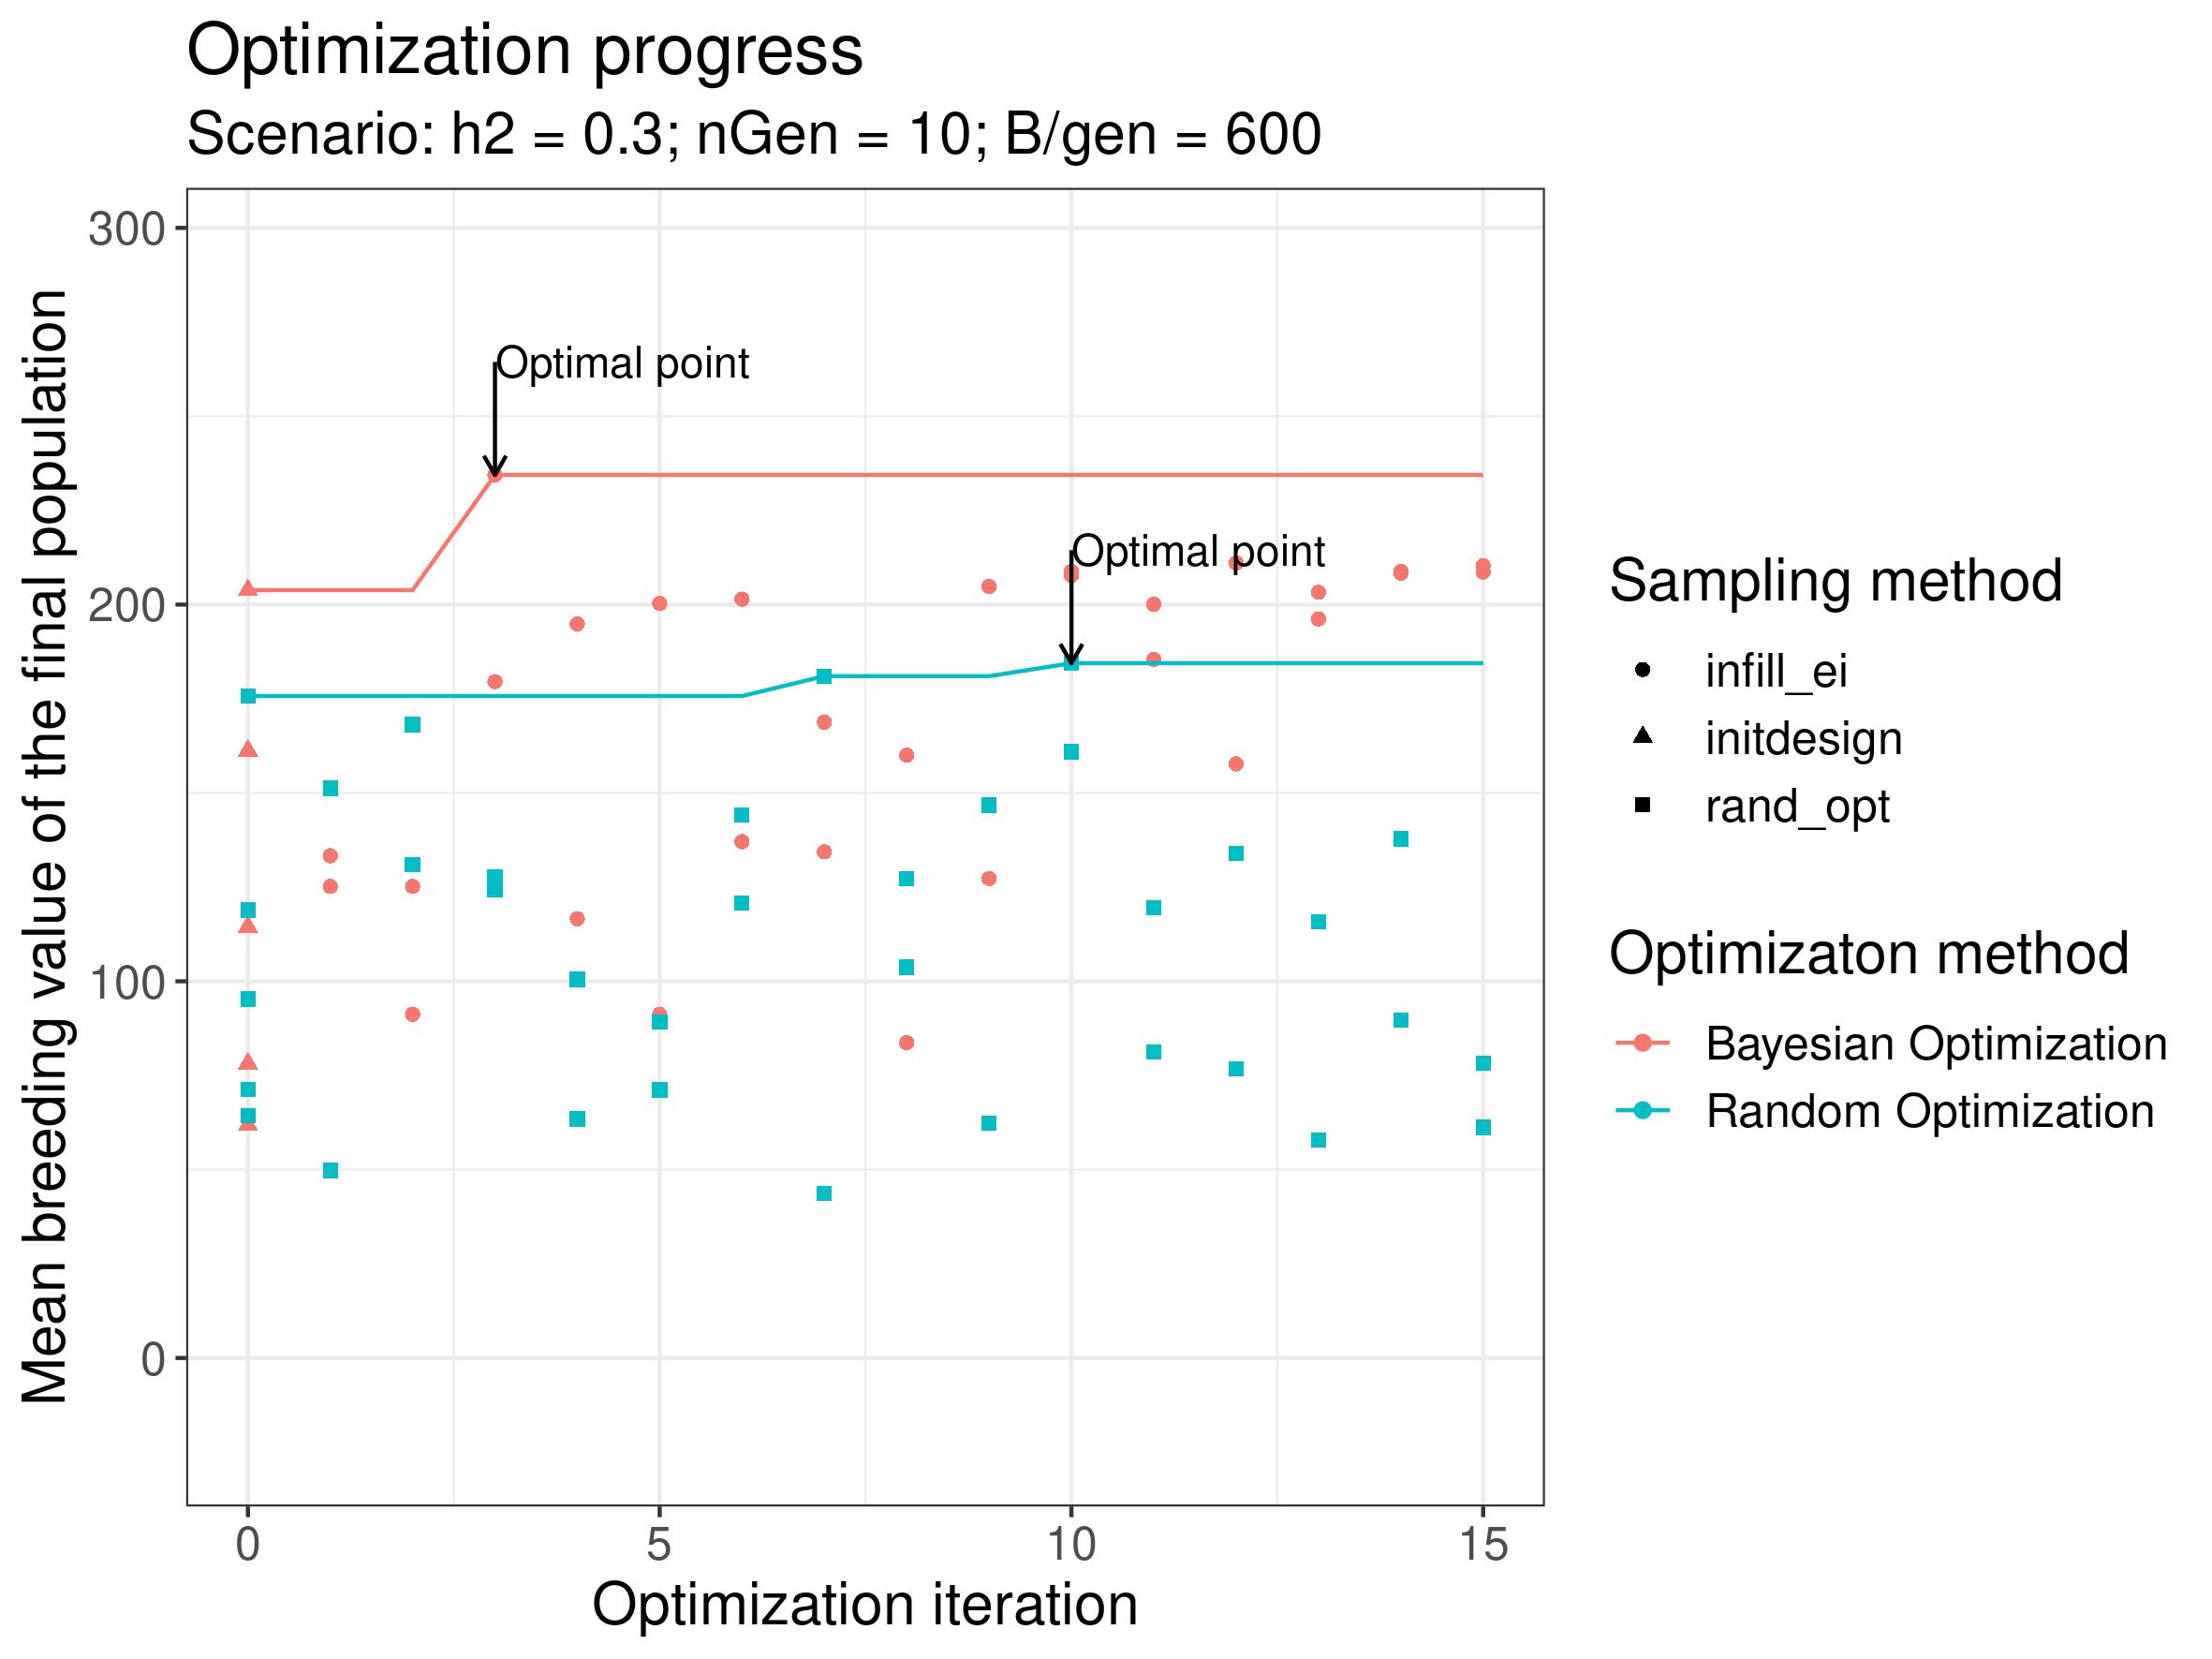 Optimization progress
Scenario: h2 = 0.3; nGen = 10; B/gen = 600
Mean breeding value of the final population
300
200
100
0
Optimal point
Optimal point
0 5 10 15
Optimization iteration
Sampling method
infill_ei
initdesign
rand_opt
Optimizaton method
Bayesian Optimization
Random Optimization